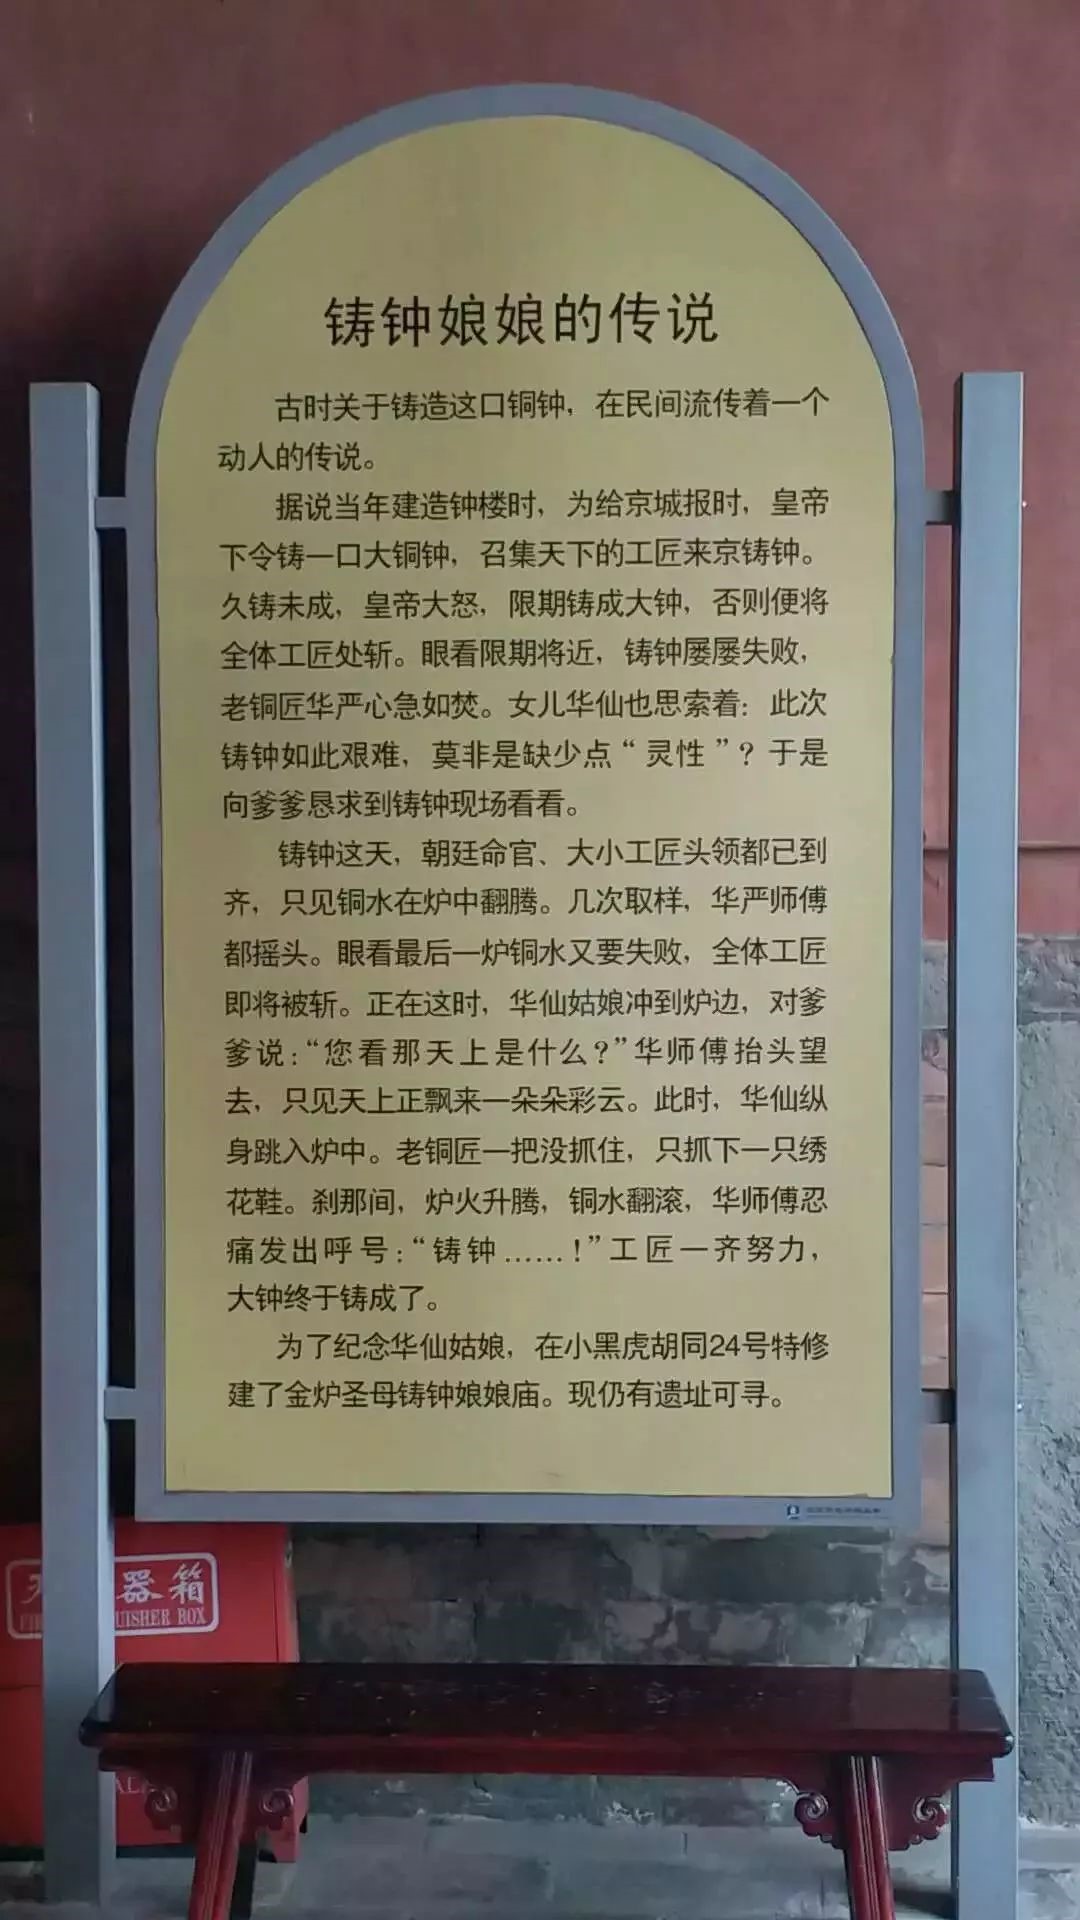 铸钟娘娘的传说
古时关于铸造这口铜钟，在民间流传着一个
动人的传说。
据说当年建造钟楼时，为给京城报时，皇帝
下令铸一口大铜钟，召集天下的工匠来京铸钟。
久铸未成，皇帝大怒，限期铸成大钟，否则便将
全体工匠处斩。眼看限期将近，铸钟屡屡失败，
老铜匠华严心急如焚。女儿华仙也思索着：此次
铸钟如此艰难，莫非是缺少点“灵性”？于是
向爹爹恳求到铸钟现场看看。
铸钟这天，朝廷命官、大小工匠头领都已到
齐，只见铜水在炉中翻腾。几次取样，华严师傅
都摇头。眼看最后一炉铜水又要失败，全体工匠
即将被斩。正在这时，华仙姑娘冲到炉边，对爹
爹说：“您看那天上是什么？”华师傅抬头望
去，只见天上正飘来一朵朵彩云。此时，华仙纵
身跳入炉中。老铜匠一把没抓住，只抓下一只绣
花鞋。刹那间，炉火升腾，铜水翻滚，华师傅忍
痛发出呼号：“铸钟……！”工匠一齐努力，
大钟终于铸成了。
为了纪念华仙姑娘，在小黑虎胡同24号特修
建了金炉圣母铸钟娘娘庙。现仍有遗址可寻。
器箱
BOX